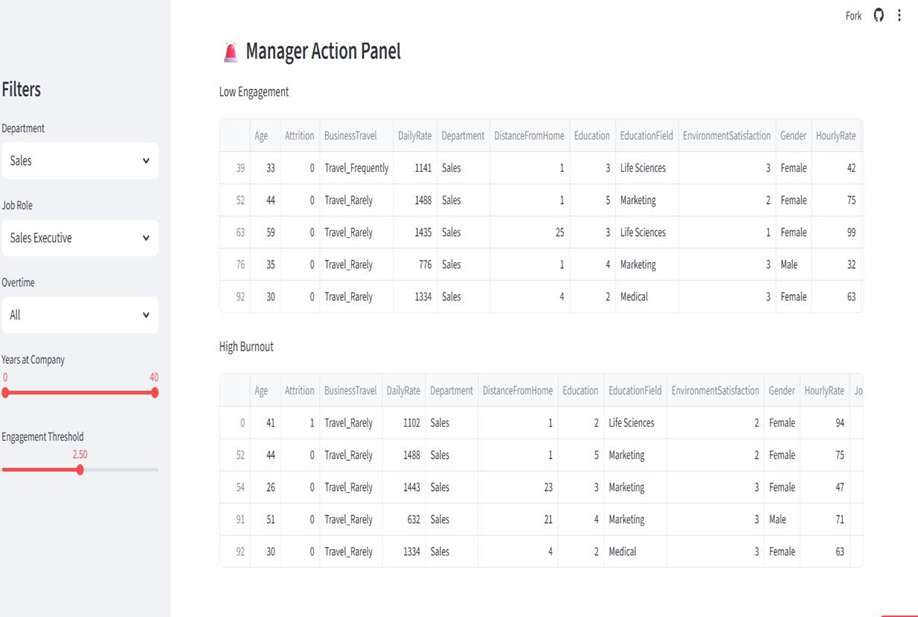 Fork
🚨 Manager Action Panel
Filters
Department
Sales
Job Role
Sales Executive
Overtime
All
Years at Company
0 40
Engagement Threshold
2.50
Low Engagement
Age Attrition BusinessTravel DailyRate Department DistanceFromHome Education EducationField EnvironmentSatisfaction Gender HourlyRate
39 33 0 Travel_Frequently 1141 Sales 1 3 Life Sciences 3 Female 42
52 44 0 Travel_Rarely 1488 Sales 1 5 Marketing 2 Female 75
63 59 0 Travel_Rarely 1435 Sales 25 3 Life Sciences 1 Female 99
76 35 0 Travel_Rarely 776 Sales 1 4 Marketing 3 Male 32
92 30 0 Travel_Rarely 1334 Sales 4 2 Medical 3 Female 63
High Burnout
Age Attrition BusinessTravel DailyRate Department DistanceFromHome Education EducationField EnvironmentSatisfaction Gender HourlyRate Jo
0 41 1 Travel_Rarely 1102 Sales 1 2 Life Sciences 2 Female 94
52 44 0 Travel_Rarely 1488 Sales 1 5 Marketing 2 Female 75
54 26 0 Travel_Rarely 1443 Sales 23 3 Marketing 3 Female 47
91 51 0 Travel_Rarely 632 Sales 21 4 Marketing 3 Male 71
92 30 0 Travel_Rarely 1334 Sales 4 2 Medical 3 Female 63